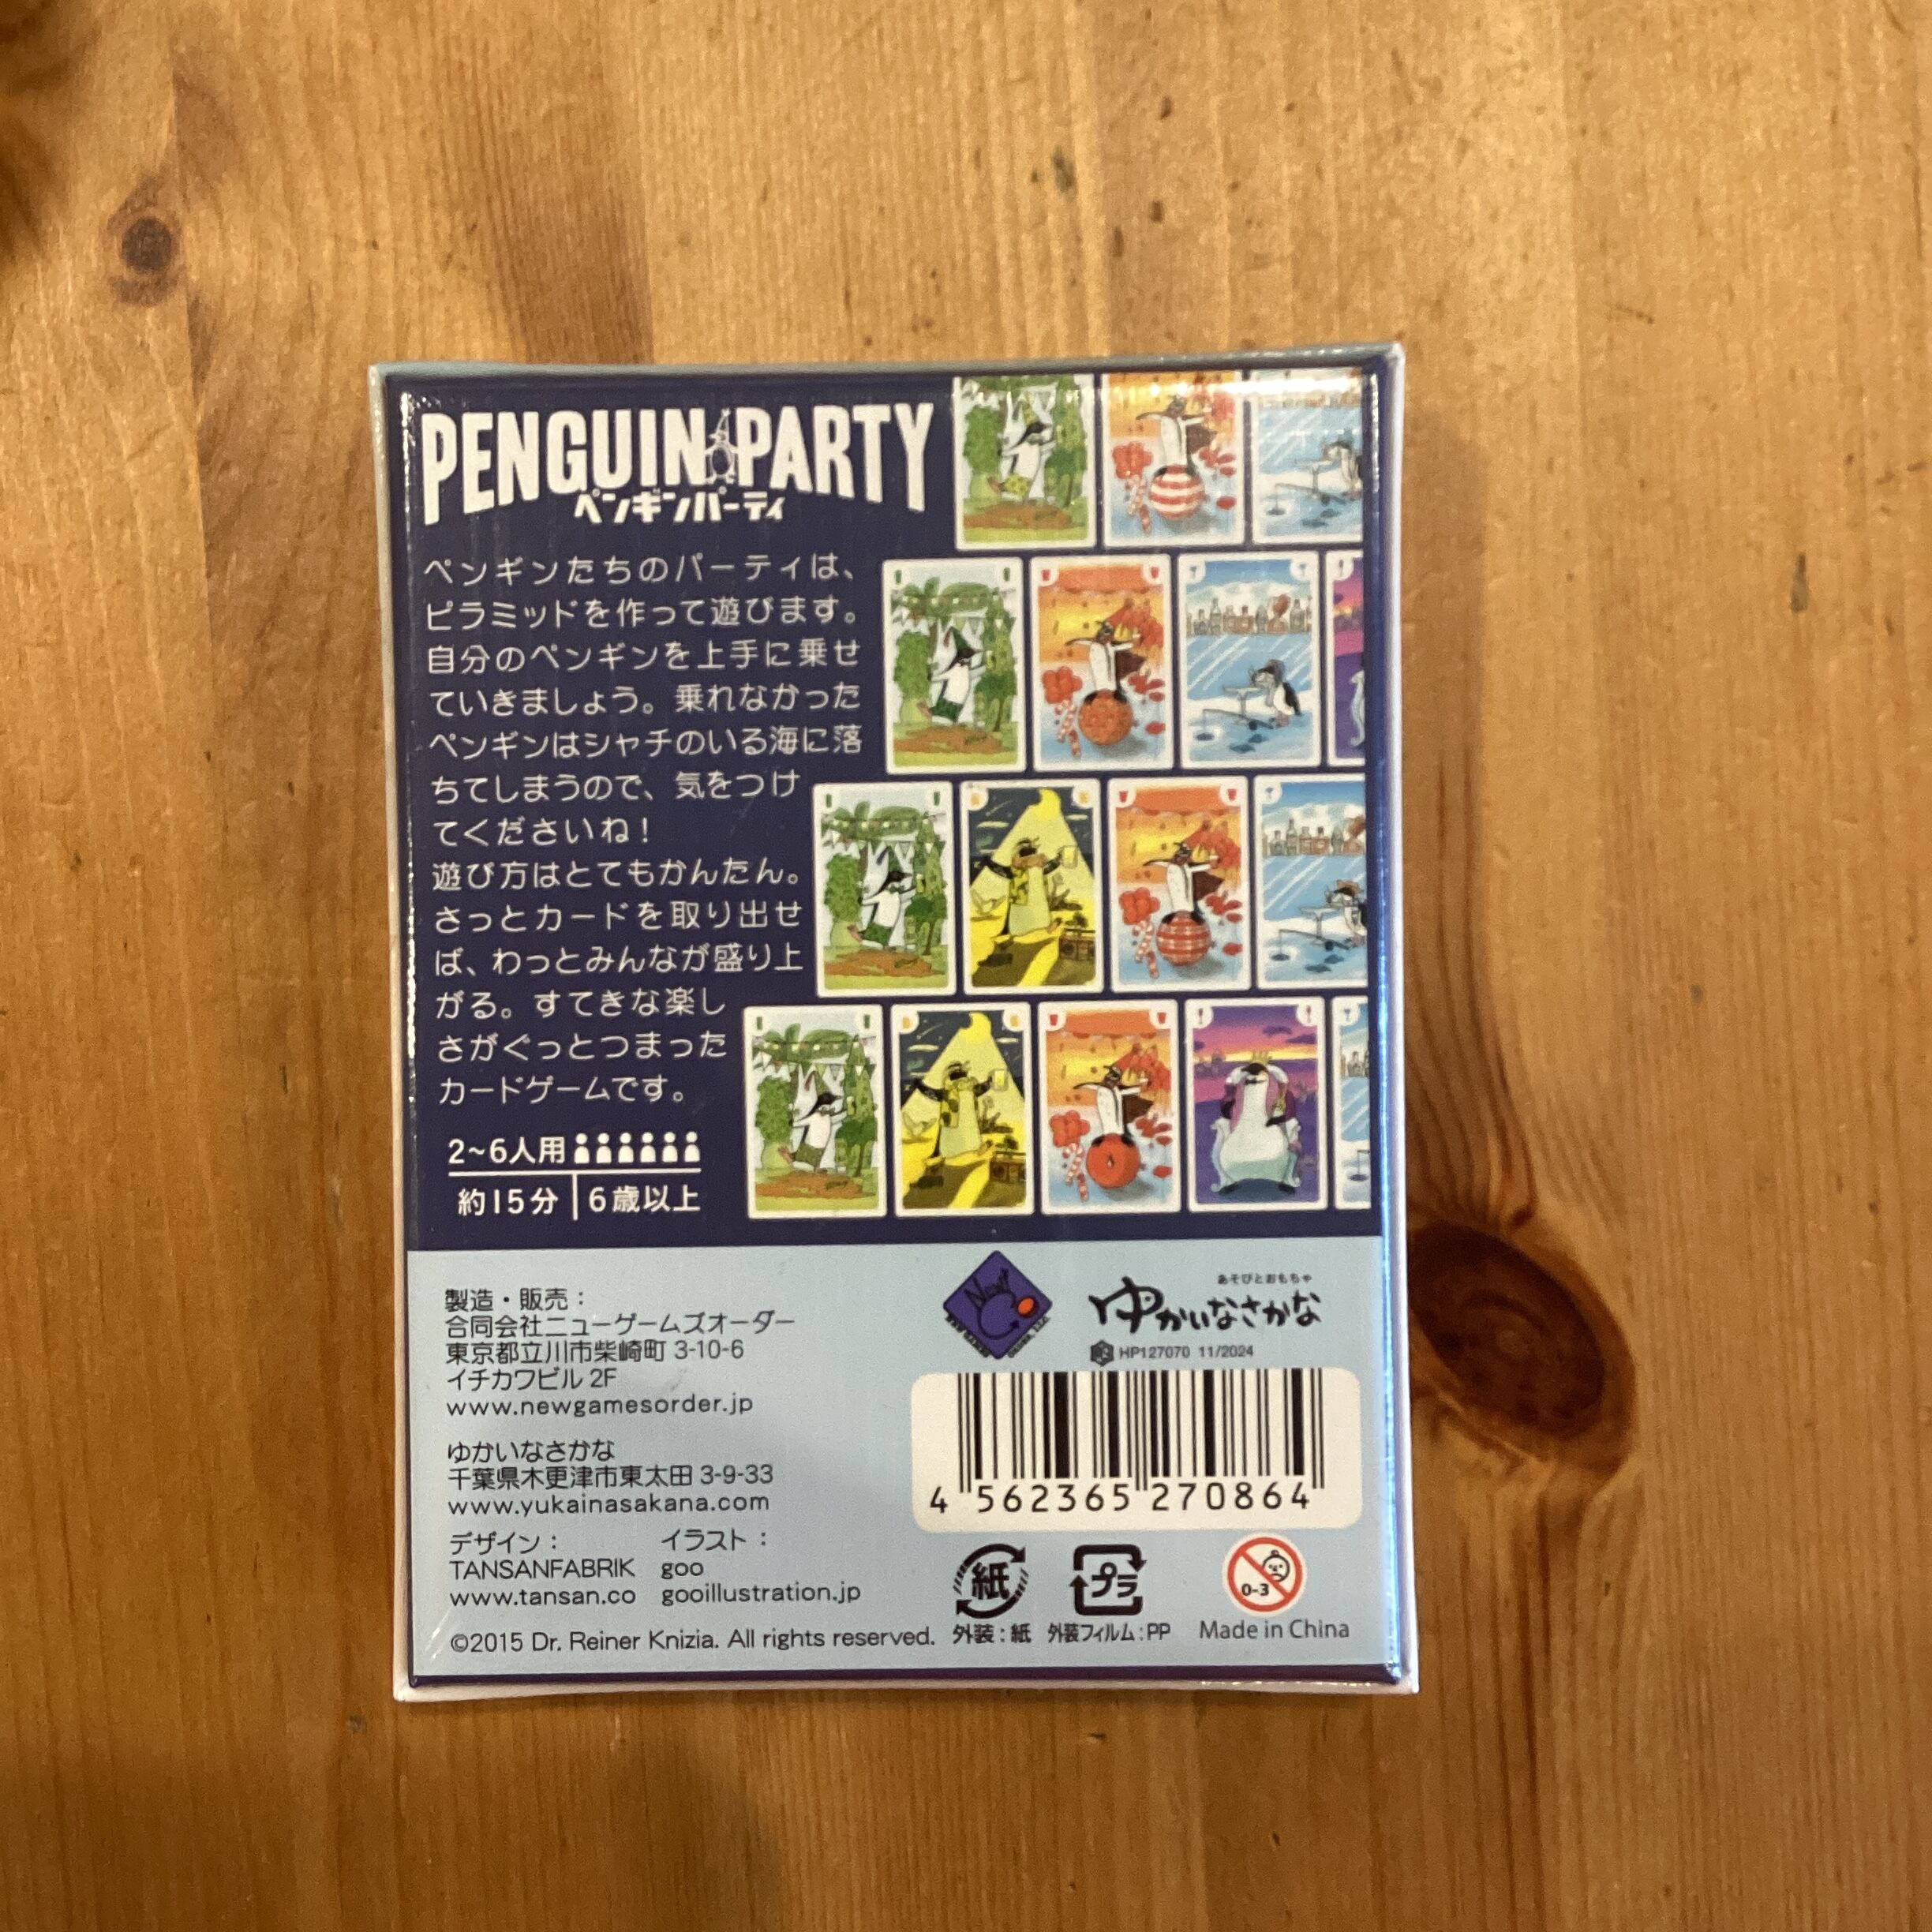 PENGUIN PARTY
ペンギンパーティ
ペンギンたちのパーティは、
ピラミッドを作って遊びます。
自分のペンギンを上手に乗せ
ていきましょう。乗れなかった
ペンギンはシャチのいる海に落
ちてしまうので、気をつけ
てくださいね!
遊び方はとてもかんたん。
さっとカードを取り出せ
ば、わっとみんなが盛り上
がる。すてきな楽し
さがぐっとつまった
カードゲームです。
2~6人用
約15分
6歳以上
製造・販売:
合同会社ニューゲームズオーダー
東京都立川市柴崎町 3-10-6
イチカワビル 2F
www.newgamesorder.jp
ゆかいなさかな
千葉県木更津市東太田 3-9-33
www.yukainasakana.com
デザイン:
TANSANFABRIK
www.tansan.co
イラスト:
goo
gooillustration.jp
©2015 Dr. Reiner Knizia. All rights reserved.
New!
あそびとおもちゃ
ゆかいなさかな
HP127070 11/2024
4 562365 270864
紙
外装:紙
プラ
外装フィルム:PP
0-3
Made in China